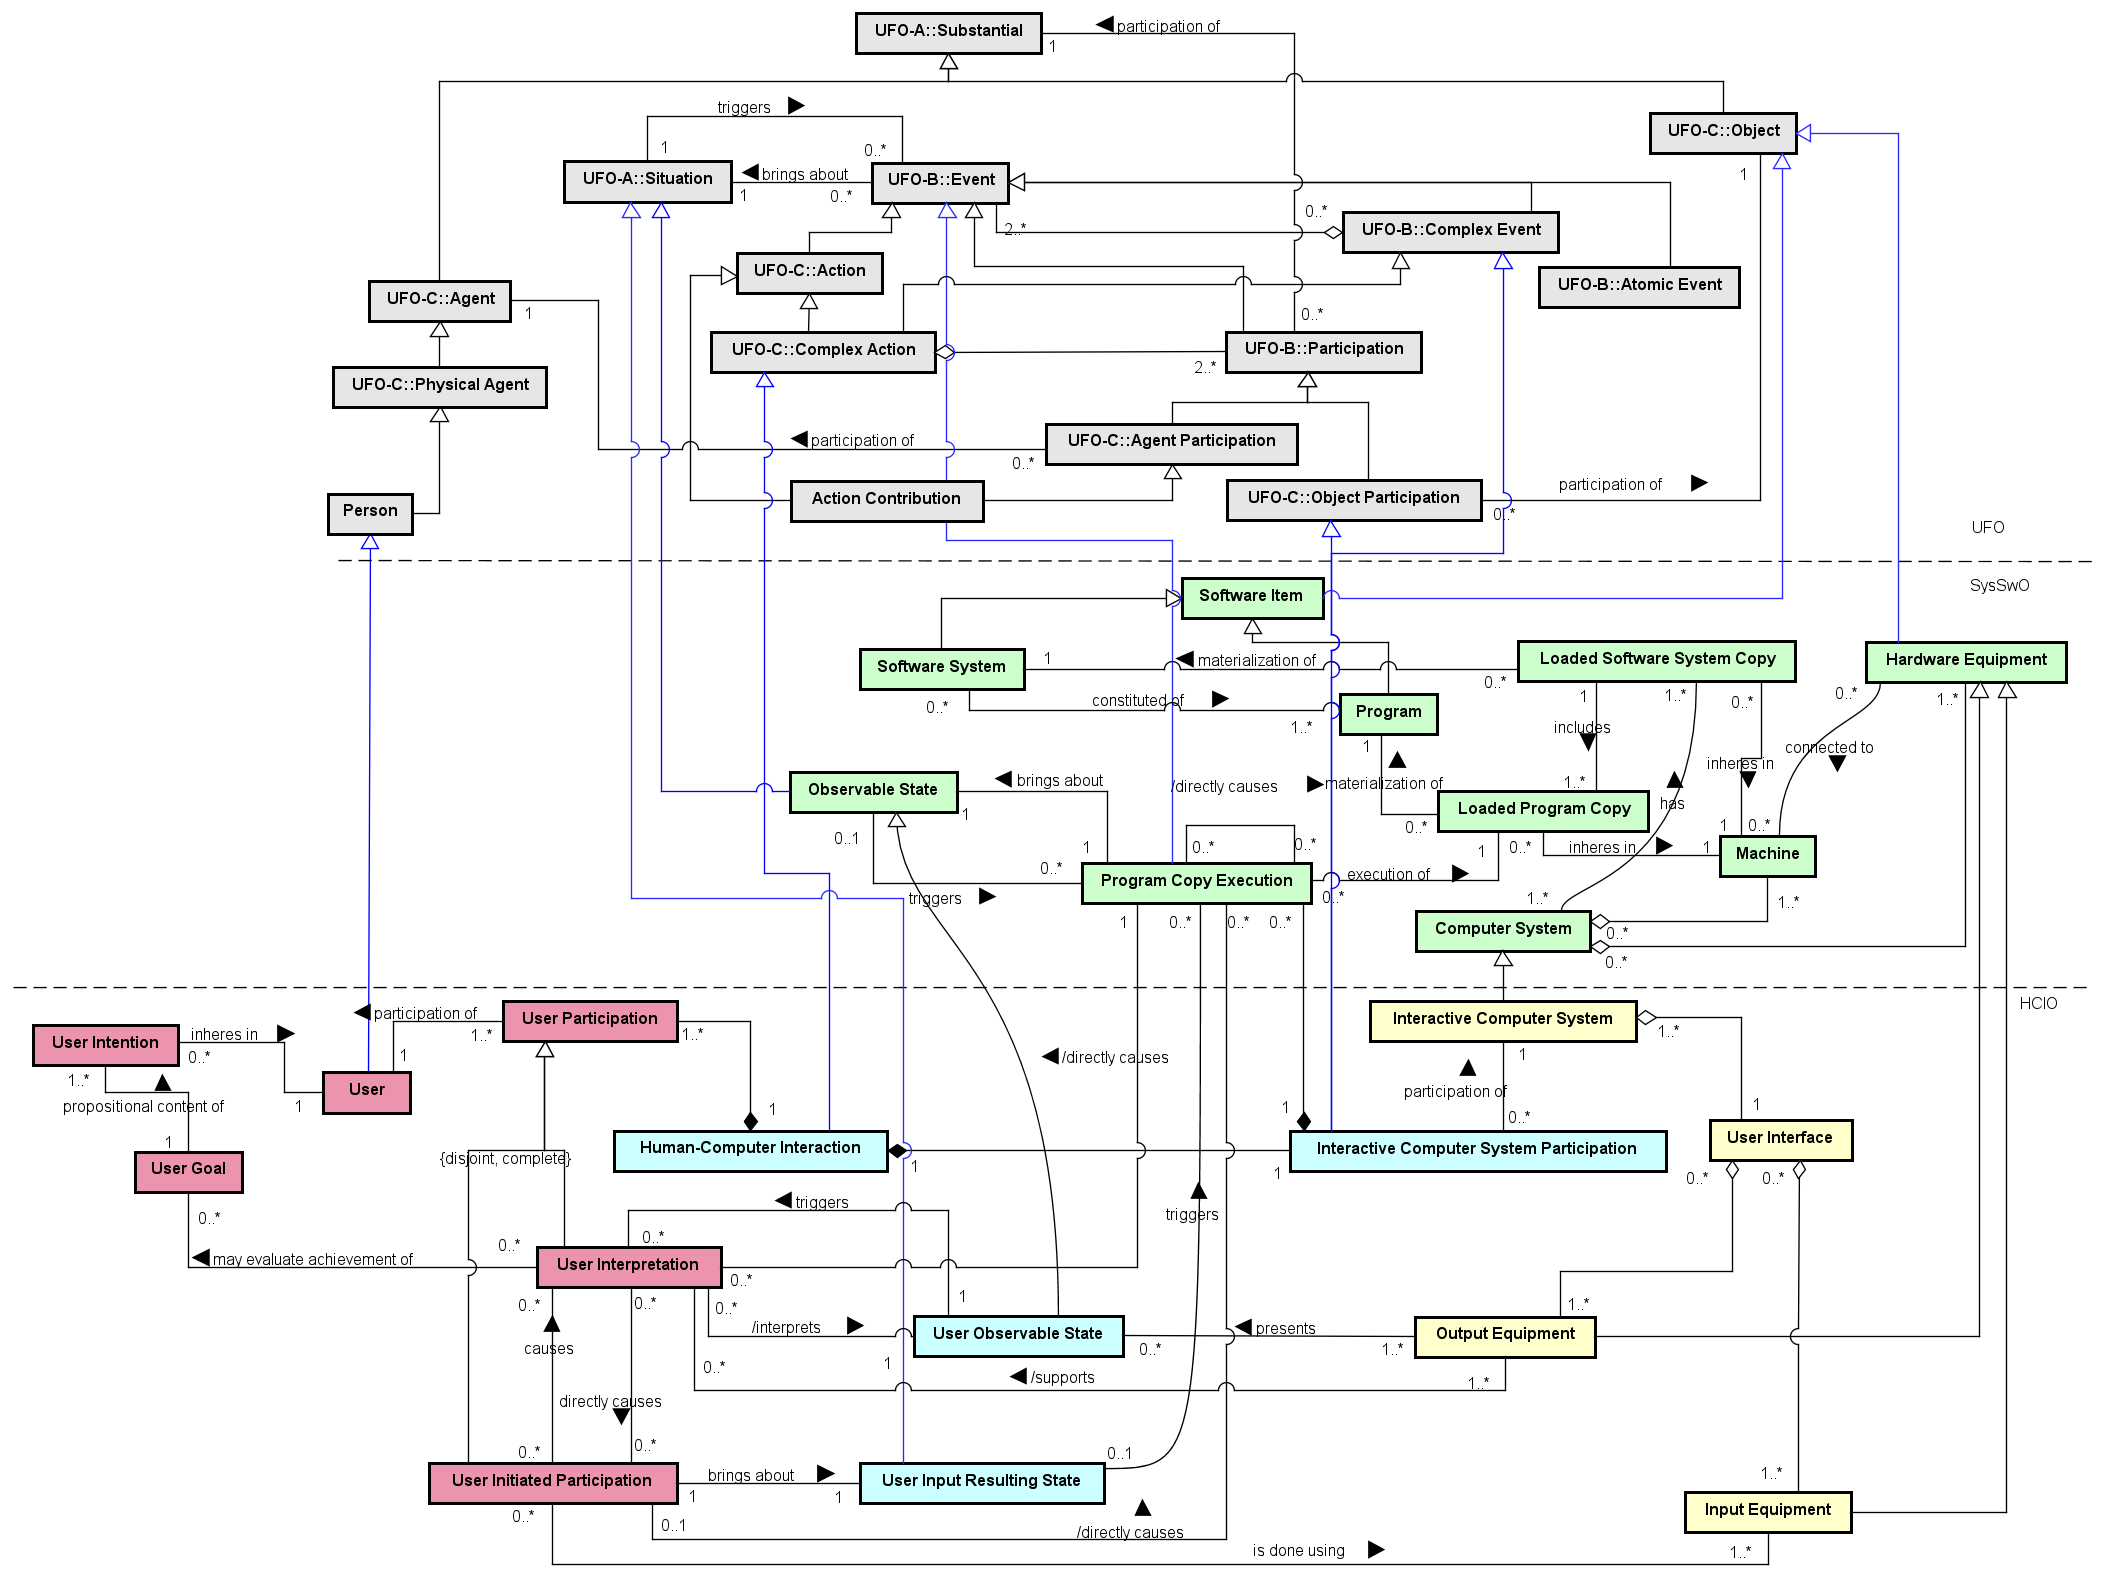 UFO-A::Substantial
participation of
1
triggers
UFO-C::Object
1
0..*
UFO-A::Situation
brings about
UFO-B::Event
1
0..*
1
0..*
2..*
UFO-B::Complex Event
UFO-C::Action
UFO-B::Atomic Event
UFO-C::Agent
1
0..*
UFO-C::Complex Action
UFO-B::Participation
2..*
UFO-C::Physical Agent
participation of
UFO-C::Agent Participation
0..*
participation of
Action Contribution
UFO-C::Object Participation
0..*
Person
UFO
SysSwO
Software Item
Software System
1
materialization of
0..*
Loaded Software System Copy
Hardware Equipment
0..*
constituted of
1..*
Program
1
1..*
0..*
0..*
1..*
includes
1
connected to
inheres in
Observable State
brings about
/directly causes
materialization of
1..*
has
1
Loaded Program Copy
0..*
1
0..*
0..1
1
0..*
0..*
1
0..*
inheres in
1
Machine
0..*
Program Copy Execution
execution of
triggers
0..*
1..*
1..*
1
0..*
0..*
0..*
Computer System
0..*
0..*
HCIO
participation of
User Participation
Interactive Computer System
inheres in
1..*
1..*
1..*
User Intention
0..*
1
/directly causes
1
1..*
User
participation of
propositional content of
1
1
1
0..*
1
User Interface
1
Human-Computer Interaction
Interactive Computer System Participation
{disjoint, complete}
User Goal
1
1
0..*
0..*
triggers
triggers
0..*
0..*
0..*
may evaluate achievement of
User Interpretation
0..*
0..*
0..*
0..*
1
1..*
/interprets
User Observable State
presents
Output Equipment
causes
1
0..*
1..*
0..*
/supports
1..*
directly causes
0..*
0..*
0..1
1..*
User Initiated Participation
brings about
User Input Resulting State
1
1
Input Equipment
0..*
0..1
/directly causes
is done using
1..*